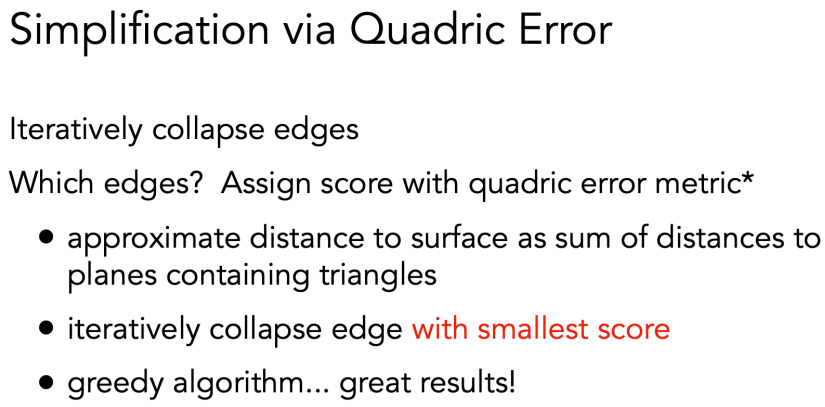 Simplification via Quadric Error
Iteratively collapse edges
Which edges?  Assign score with quadric error metric*
• approximate distance to surface as sum of distances to
planes containing triangles
• iteratively collapse edge with smallest score
• greedy algorithm... great results!